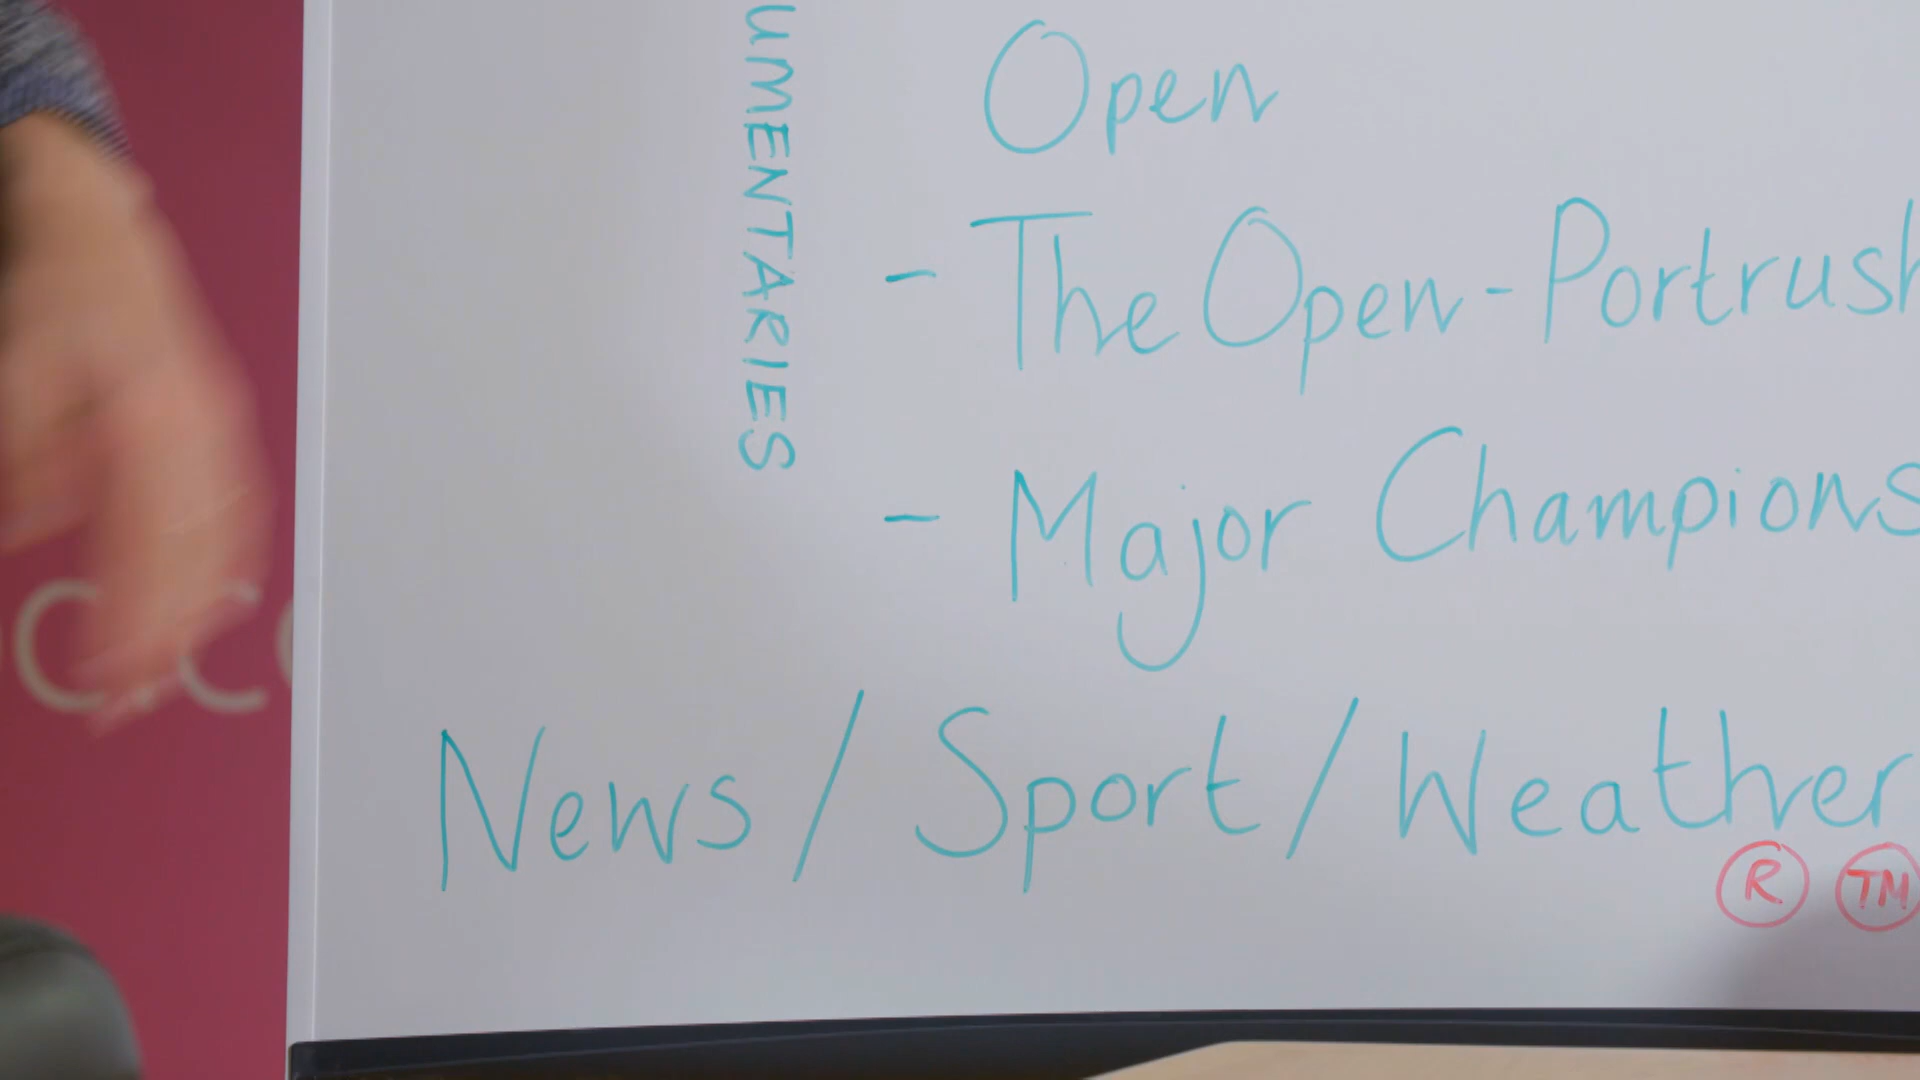 UMENTARIES
Open
- The Open - Portrush
- Major Champions
News / Sport / Weather
® TM
C.C